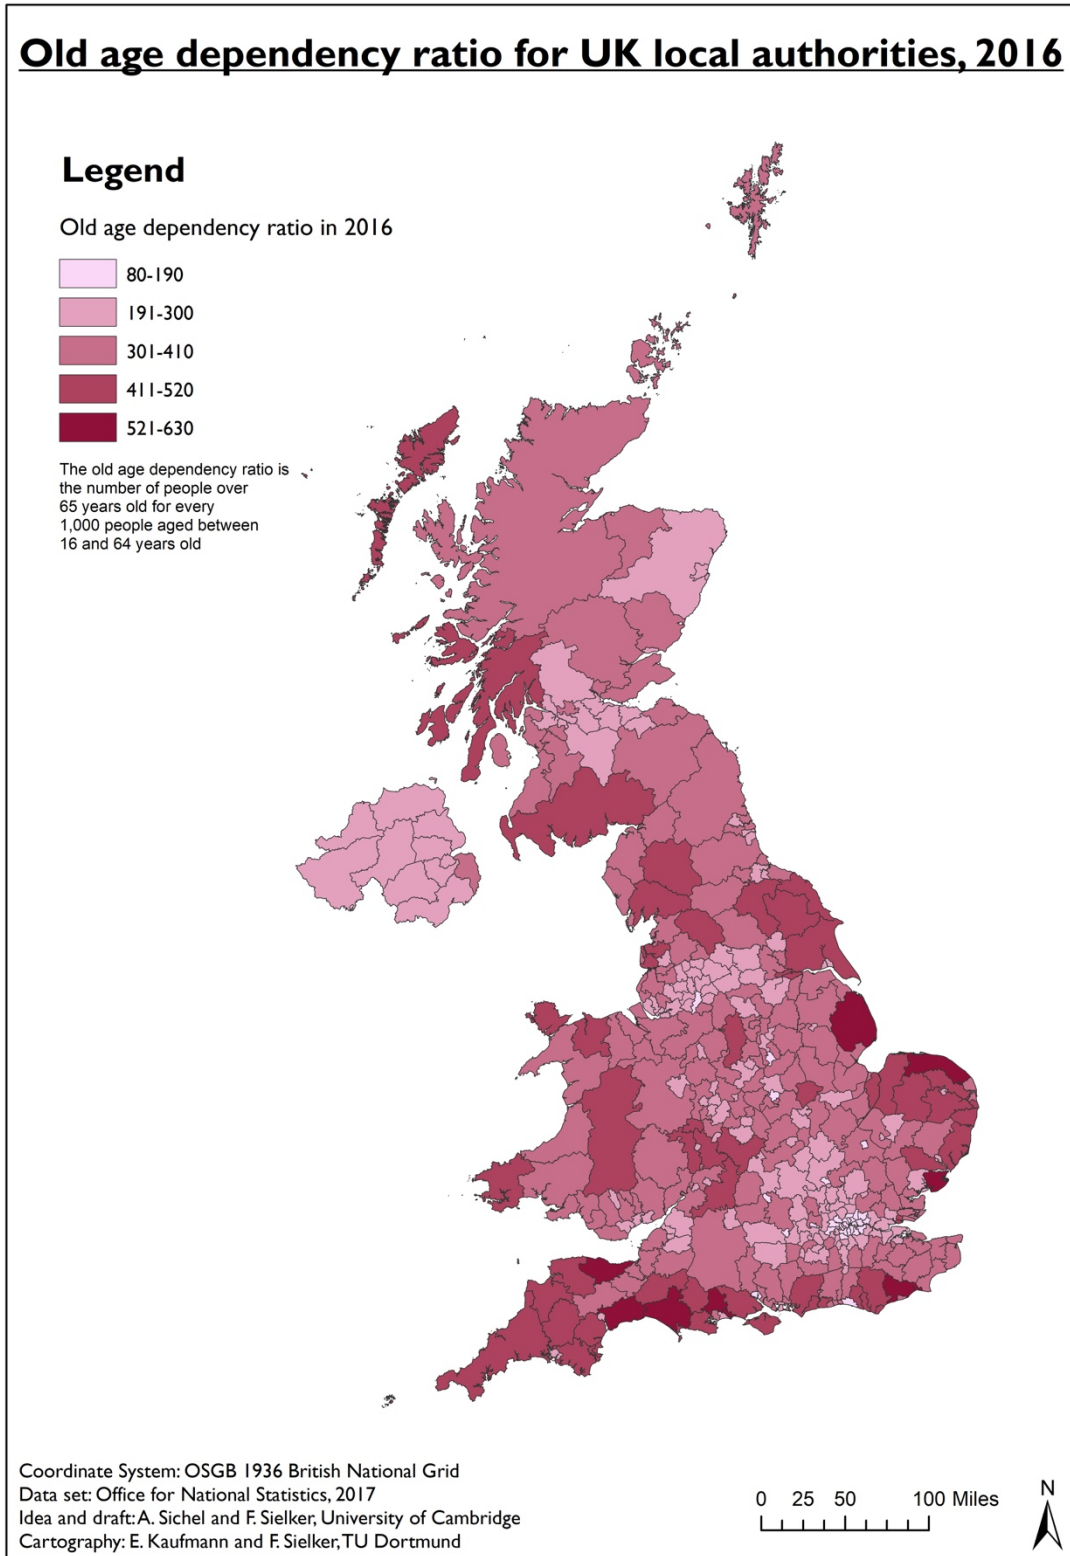 Old age dependency ratio for UK local authorities, 2016
Legend
Old age dependency ratio in 2016
80-190
191-300
301-410
411-520
521-630
The old age dependency ratio is
the number of people over
65 years old for every
1,000 people aged between
16 and 64 years old
Coordinate System: OSGB 1936 British National Grid
Data set: Office for National Statistics, 2017
Idea and draft: A. Sichel and F. Sielker, University of Cambridge
Cartography: E. Kaufmann and F. Sielker, TU Dortmund
0 25 50 100 Miles
N